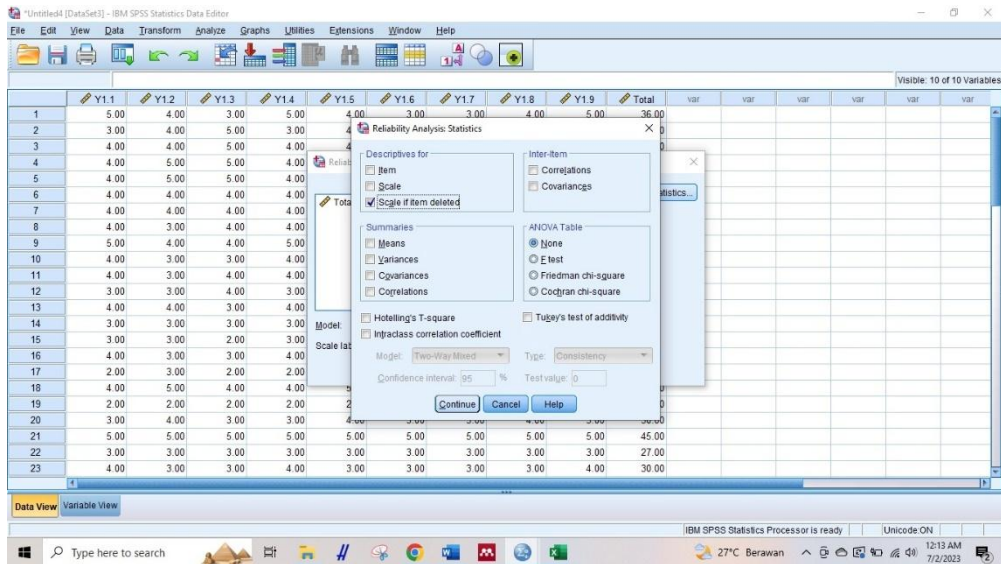 *Untitled4 [DataSet3] - IBM SPSS Statistics Data Editor
File Edit View Data Transform Analyze Graphs Utilities Extensions Window Help
Visible: 10 of 10 Variables
Y1.1 Y1.2 Y1.3 Y1.4 Y1.5 Y1.6 Y1.7 Y1.8 Y1.9 Total var var var var var var
1 5.00 4.00 3.00 5.00 4.00 3.00 3.00 4.00 5.00 36.00
2 3.00 4.00 5.00 3.00
3 4.00 4.00 5.00 4.00
4 4.00 5.00 5.00 4.00
5 4.00 5.00 5.00 4.00
6 4.00 4.00 4.00 4.00
7 4.00 4.00 4.00 4.00
8 4.00 3.00 4.00 4.00
9 5.00 4.00 4.00 5.00
10 4.00 3.00 3.00 4.00
11 4.00 3.00 4.00 4.00
12 3.00 3.00 4.00 3.00
13 4.00 4.00 3.00 4.00
14 3.00 3.00 3.00 3.00
15 3.00 3.00 2.00 3.00
16 4.00 3.00 3.00 4.00
17 2.00 3.00 2.00 2.00
18 4.00 5.00 4.00 4.00
19 2.00 2.00 2.00 2.00
20 3.00 4.00 3.00 3.00
21 5.00 5.00 5.00 5.00 5.00 5.00 5.00 5.00 5.00 45.00
22 3.00 3.00 3.00 3.00 3.00 3.00 3.00 3.00 3.00 27.00
23 4.00 3.00 3.00 4.00 3.00 3.00 3.00 3.00 4.00 30.00
Model:
Reliability Analysis: Statistics
Descriptives for
Item
Scale
Scale if item deleted
Inter-Item
Correlations
Covariances
Summaries
Means
Variances
Covariances
Correlations
ANOVA Table
None
F test
Friedman chi-square
Cochran chi-square
Hotelling's T-square
Tukey's test of additivity
Intraclass correlation coefficient
Model: Two-Way Mixed Type: Consistency
Confidence interval: 95 % Test value: 0
Continue Cancel Help
Data View Variable View
IBM SPSS Statistics Processor is ready Unicode:ON
Type here to search
27°C Berawan
12:13 AM
7/2/2023